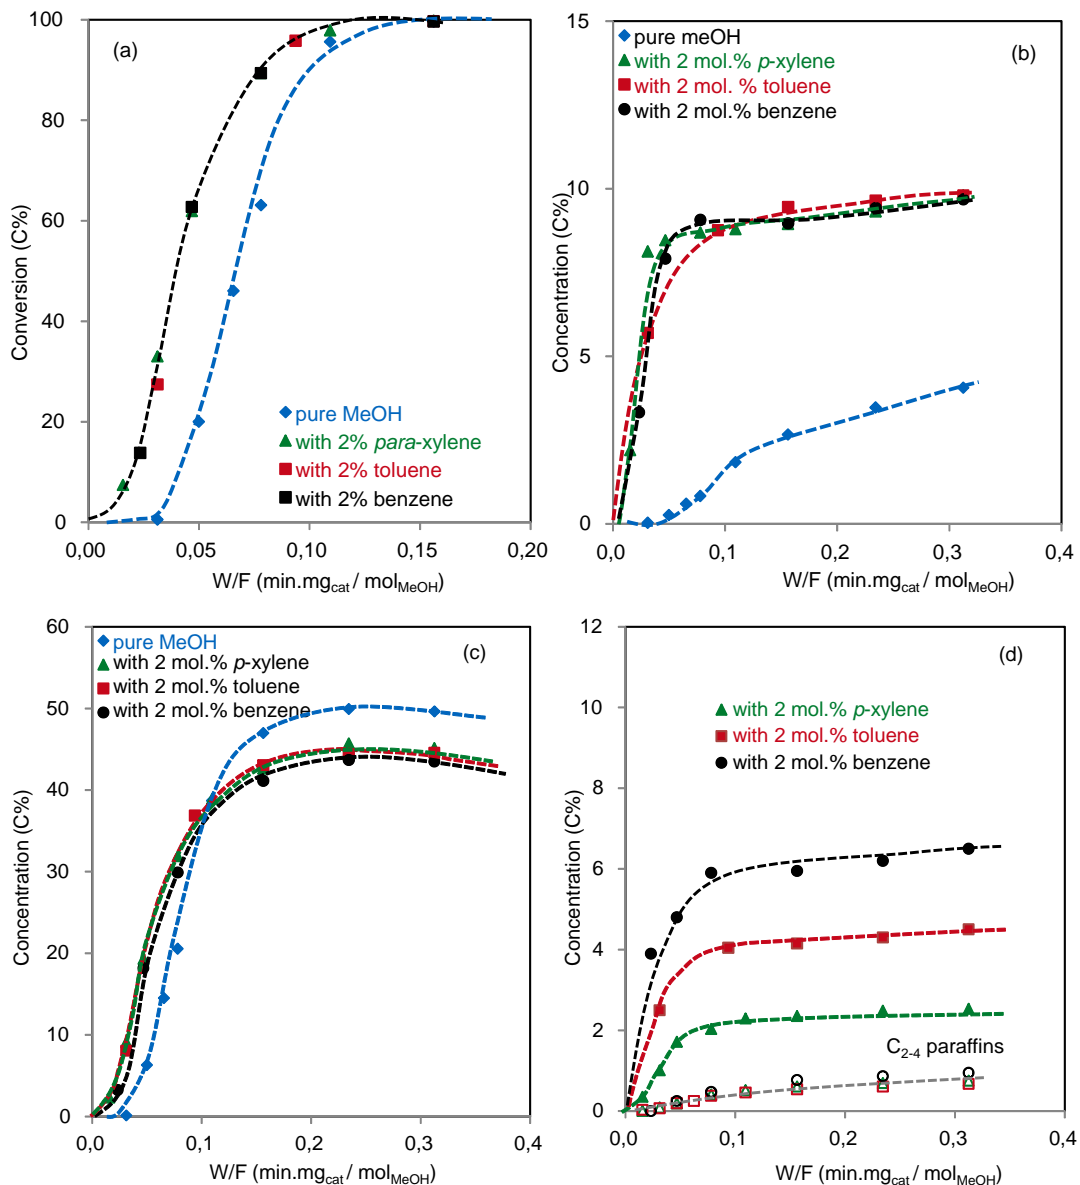 (a)
Conversion (C%)
100
80
60
40
20
0
pure MeOH
with 2% para-xylene
with 2% toluene
with 2% benzene
0,00 0,05 0,10 0,15 0,20
W/F (min.mgcat / molMeOH)
(b)
Concentration (C%)
15
10
5
0
pure meOH
with 2 mol.% p-xylene
with 2 mol. % toluene
with 2 mol.% benzene
0,0 0,1 0,2 0,3 0,4
W/F (min.mgcat / molMeOH)
(c)
Concentration (C%)
60
50
40
30
20
10
0
pure MeOH
with 2 mol.% p-xylene
with 2 mol.% toluene
with 2 mol.% benzene
0,0 0,1 0,2 0,3 0,4
W/F (min.mgcat / molMeOH)
(d)
Concentration (C%)
12
10
8
6
4
2
0
with 2 mol.% p-xylene
with 2 mol.% toluene
with 2 mol.% benzene
C2-4 paraffins
0,0 0,1 0,2 0,3 0,4
W/F (min.mgcat / molMeOH)